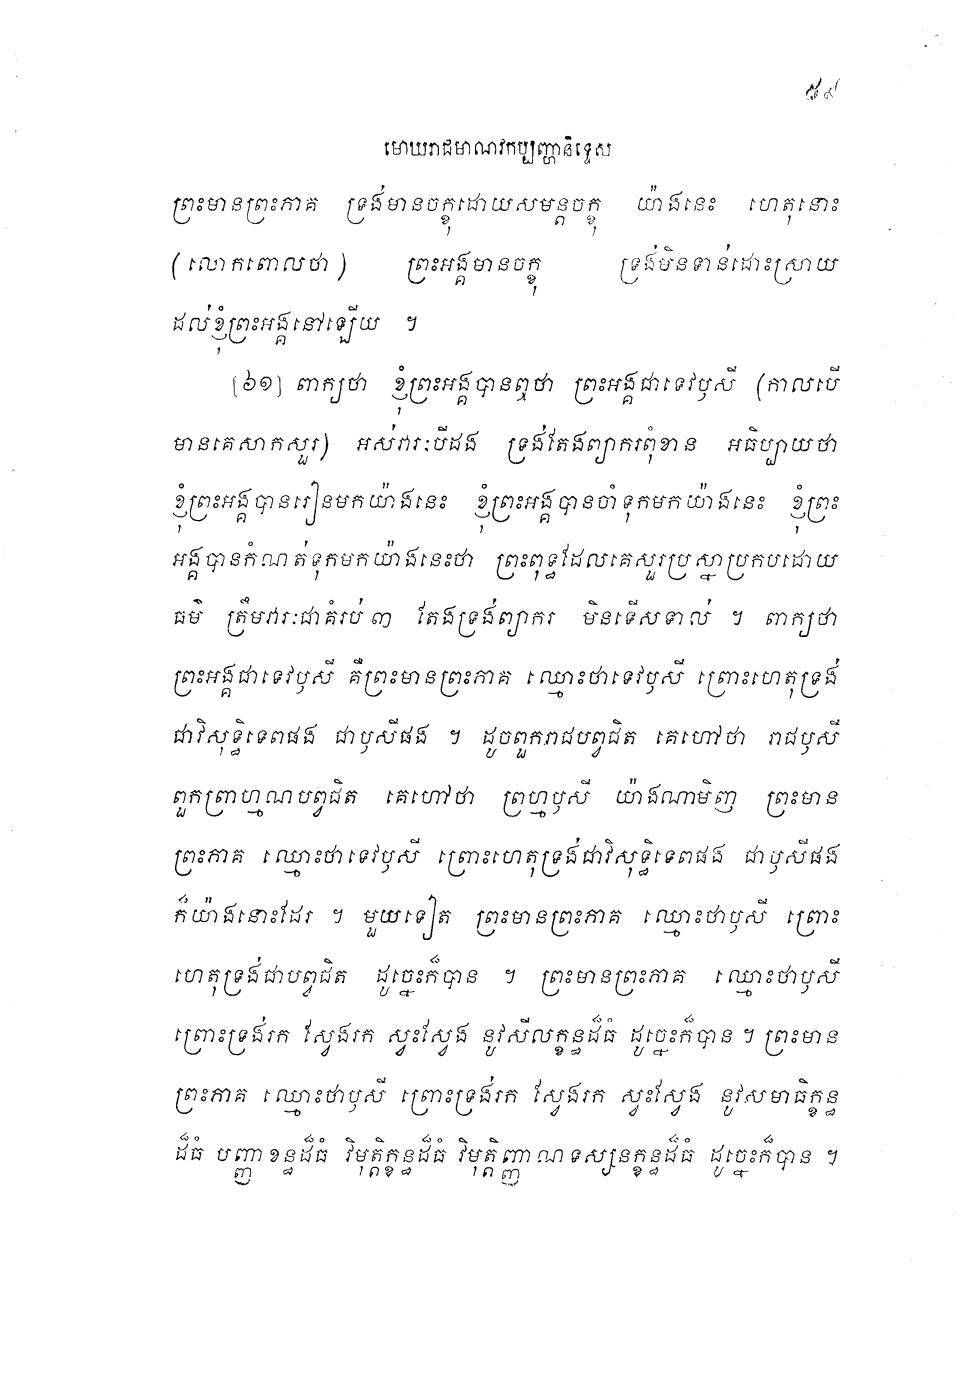 ៥៩
មោឃរាជមាណវកប្បញ្ហានិទ្ទេស
ព្រះមានព្រះភាគ ទ្រង់មានចក្ខុដោយសមន្តចក្ខុ យ៉ាងនេះ ហេតុនោះ
(លោកពោលថា) ព្រះអង្គមានចក្ខុ ទ្រង់មិនទាន់ដោះស្រាយ
ដល់ខ្ញុំព្រះអង្គនៅឡើយ ។
[៦១] ពាក្យថា ខ្ញុំព្រះអង្គបានឮថា ព្រះអង្គជាទេវឫសី (កាលបើ
មានគេសាកសួរ) អស់វារៈបីដង ទ្រង់តែងព្យាករពុំខាន អធិប្បាយថា
ខ្ញុំព្រះអង្គបានរៀនមកយ៉ាងនេះ ខ្ញុំព្រះអង្គបានចាំទុកមកយ៉ាងនេះ ខ្ញុំព្រះ
អង្គបានកំណត់ទុកមកយ៉ាងនេះថា ព្រះពុទ្ធដែលគេសួរប្រស្នាប្រកបដោយ
ធម៌ ត្រឹមវារៈជាគំរប់ ៣ តែងទ្រង់ព្យាករ មិនទើសទាល់ ។ ពាក្យថា
ព្រះអង្គជាទេវឫសី គឺព្រះមានព្រះភាគ ឈ្មោះថាទេវឫសី ព្រោះហេតុទ្រង់
ជាវិសុទ្ធិទេពផង ជាឫសីផង ។ ដូចពួករាជបព្វជិត គេហៅថា រាជឫសី
ពួកព្រាហ្មណបព្វជិត គេហៅថា ព្រហ្មឫសី យ៉ាងណាមិញ ព្រះមាន
ព្រះភាគ ឈ្មោះថាទេវឫសី ព្រោះហេតុទ្រង់ជាវិសុទ្ធិទេពផង ជាឫសីផង
ក៏យ៉ាងនោះដែរ ។ មួយទៀត ព្រះមានព្រះភាគ ឈ្មោះថាឫសី ព្រោះ
ហេតុទ្រង់ជាបព្វជិត ដូច្នេះក៏បាន ។ ព្រះមានព្រះភាគ ឈ្មោះថាឫសី
ព្រោះទ្រង់រក ស្វែងរក ស្វះស្វែង នូវសីលក្ខន្ធដ៏ធំ ដូច្នេះក៏បាន ។ ព្រះមាន
ព្រះភាគ ឈ្មោះថាឫសី ព្រោះទ្រង់រក ស្វែងរក ស្វះស្វែង នូវសមាធិក្ខន្ធ
ដ៏ធំ បញ្ញាខន្ធដ៏ធំ វិមុត្តិក្ខន្ធដ៏ធំ វិមុត្តិញ្ញាណទស្សនក្ខន្ធដ៏ធំ ដូច្នេះក៏បាន ។